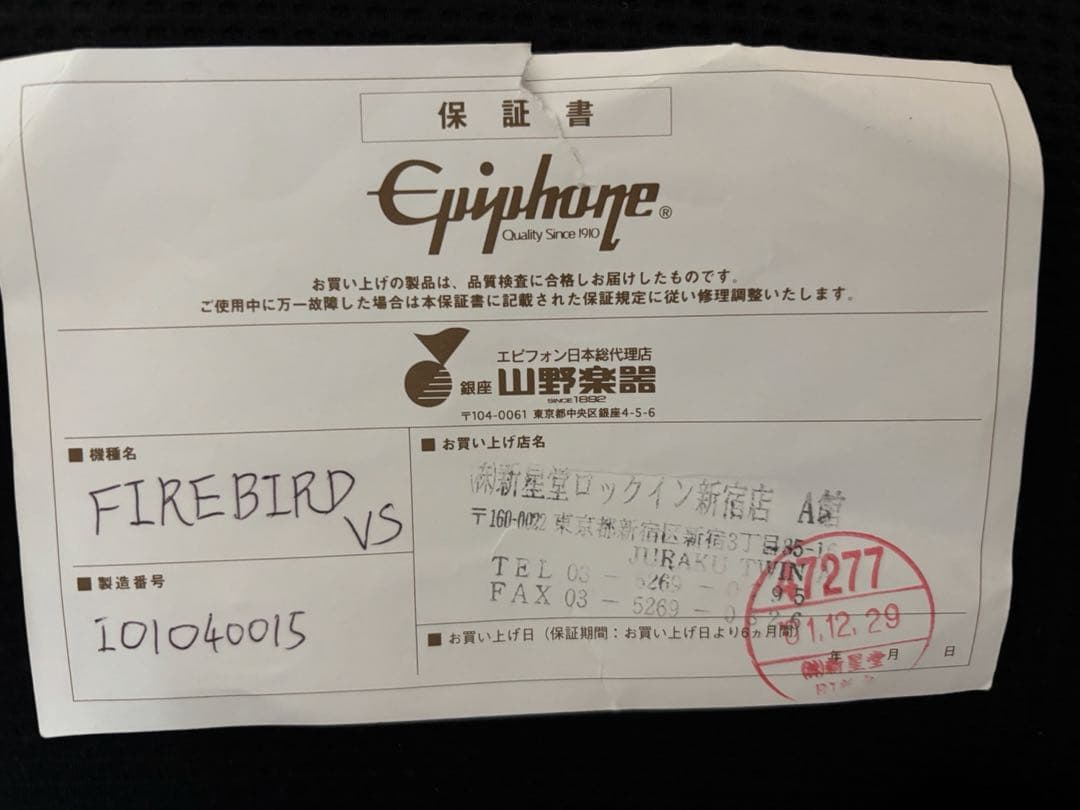 保証書
Epiphone®
Quality Since 1910
お買い上げの製品は、品質検査に合格しお届けしたものです。
ご使用中に万一故障した場合は本保証書に記載された保証規定に従い修理調整いたします。
エピフォン日本総代理店
銀座 山野楽器
SINCE 1892
〒104-0061 東京都中央区銀座4-5-6
■ 機種名
FIREBIRD
VS
■ 製造番号
I01040015
■ お買い上げ店名
㈱新星堂ロックイン新宿店 A館
〒160-0022 東京都新宿区新宿3丁目35-1
JURAKU TWIN
TEL 03 - 5269 -
FAX 03 - 5269 -
■ お買い上げ日（保証期間：お買い上げ日より6ヵ月間）
年 月 日
47277
01.12.29
㈱新星堂